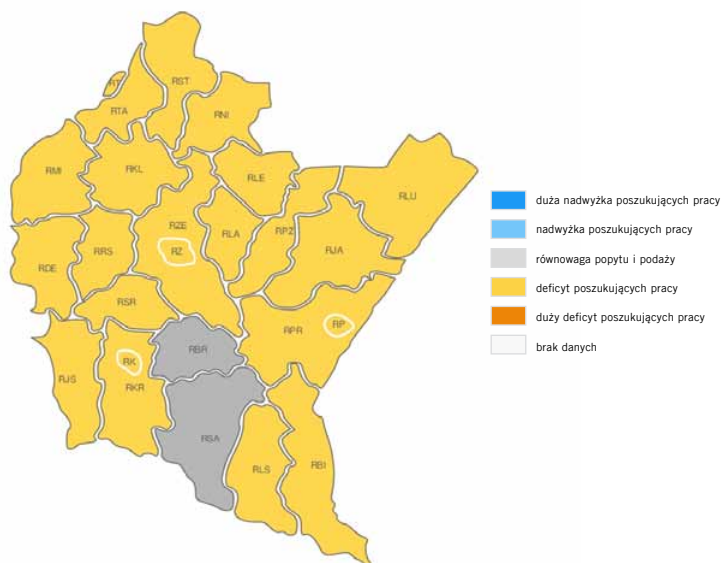 RST
RT
RTA
RNI
RMI
RKL
RLE
RLU
RZE
RPZ
RLA
RZ
RJA
RDE
RRS
RSR
RPR
RP
RBR
RK
RJS
RKR
RSA
RLS
RBI
duża nadwyżka poszukujących pracy
nadwyżka poszukujących pracy
równowaga popytu i podaży
deficyt poszukujących pracy
duży deficyt poszukujących pracy
brak danych